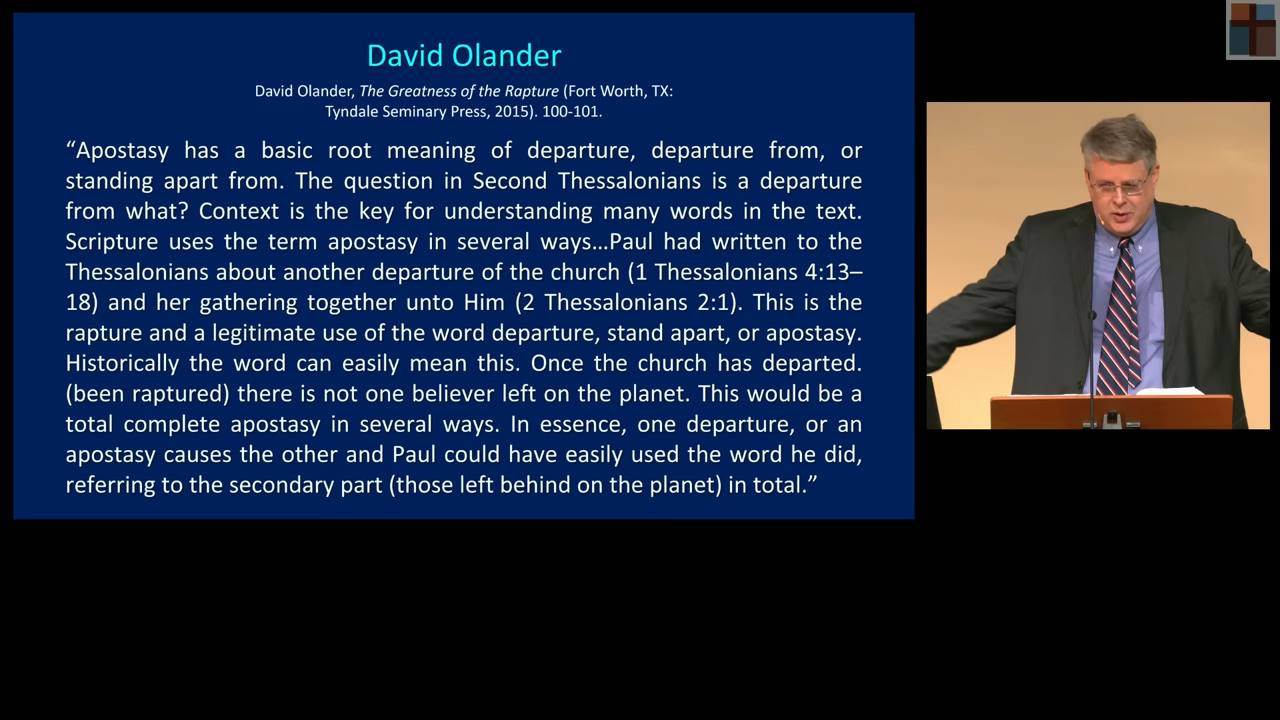 David Olander
David Olander, The Greatness of the Rapture (Fort Worth, TX:
Tyndale Seminary Press, 2015). 100-101.
“Apostasy has a basic root meaning of departure, departure from, or
standing apart from. The question in Second Thessalonians is a departure
from what? Context is the key for understanding many words in the text.
Scripture uses the term apostasy in several ways…Paul had written to the
Thessalonians about another departure of the church (1 Thessalonians 4:13–
18) and her gathering together unto Him (2 Thessalonians 2:1). This is the
rapture and a legitimate use of the word departure, stand apart, or apostasy.
Historically the word can easily mean this. Once the church has departed.
(been raptured) there is not one believer left on the planet. This would be a
total complete apostasy in several ways. In essence, one departure, or an
apostasy causes the other and Paul could have easily used the word he did,
referring to the secondary part (those left behind on the planet) in total.”